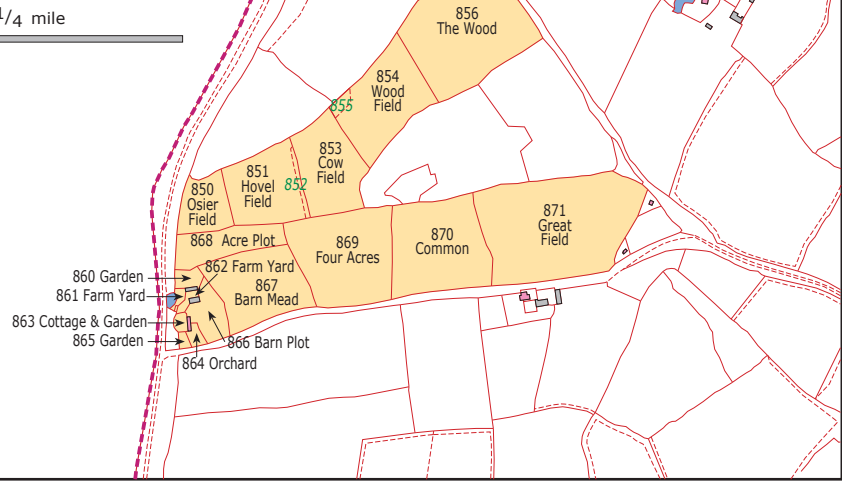 1/4 mile
856
The Wood
854
Wood
Field
855
853
Cow
Field
851
Hovel
Field
852
850
Osier
Field
871
Great
Field
870
Common
869
Four Acres
868 Acre Plot
862 Farm Yard
860 Garden
867
Barn Mead
861 Farm Yard
863 Cottage & Garden
865 Garden
866 Barn Plot
864 Orchard